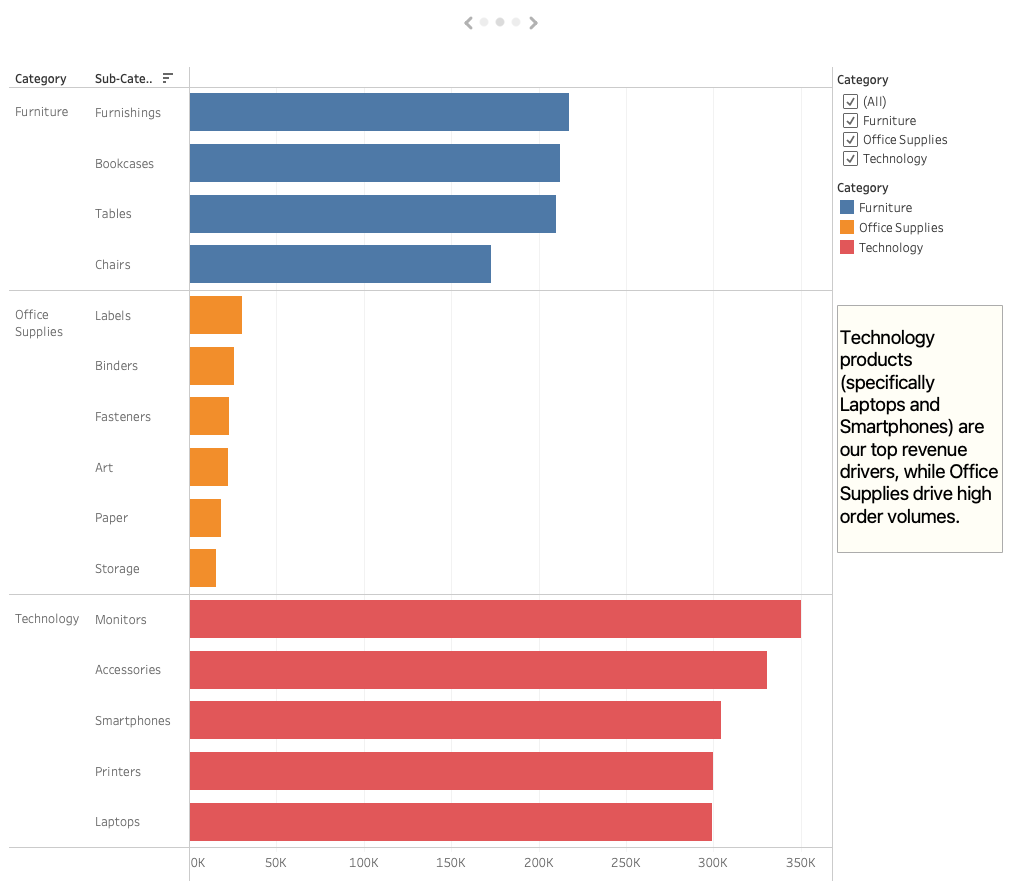 Category Sub-Cate..
Furniture Furnishings
Bookcases
Tables
Chairs
Office
Supplies
Labels
Binders
Fasteners
Art
Paper
Storage
Technology Monitors
Accessories
Smartphones
Printers
Laptops
0K 50K 100K 150K 200K 250K 300K 350K
Category
(All)
Furniture
Office Supplies
Technology
Category
Furniture
Office Supplies
Technology
Technology
products
(specifically
Laptops and
Smartphones) are
our top revenue
drivers, while Office
Supplies drive high
order volumes.